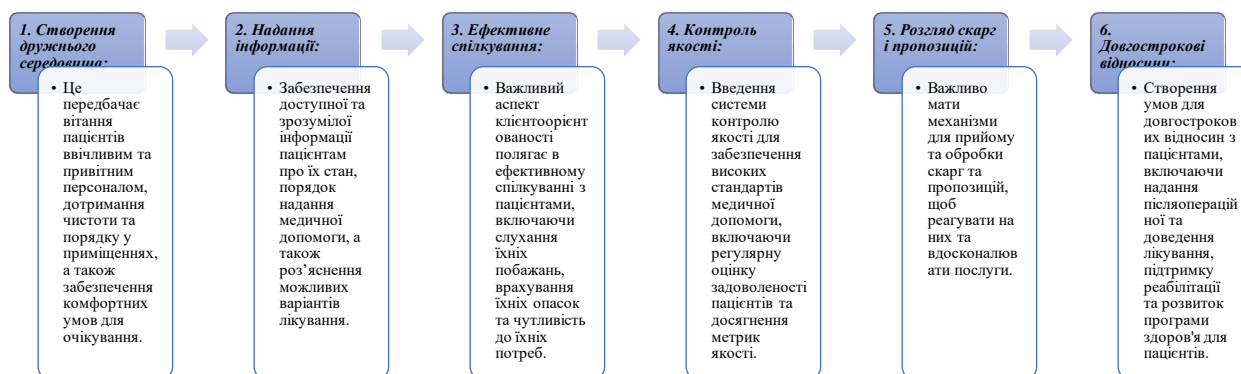 1. Створення
дружнього
середовища:
• Це
передбачає
вітання
пацієнтів
ввічливим та
привітним
персоналом,
дотримання
чистоти та
порядку у
приміщеннях,
а також
забезпечення
комфортних
умов для
очікування.
2. Надання
інформації:
• Забезпечення
доступної та
зрозумілої
інформації
пацієнтам
про їх стан,
порядок
надання
медичної
допомоги, а
також
роз’яснення
можливих
варіантів
лікування.
3. Ефективне
спілкування:
• Важливий
аспект
клієнтоорієнт
ованості
полягає в
ефективному
спілкуванні з
пацієнтами,
включаючи
слухання
їхніх
побажань,
врахування
їхніх опасок
та чутливість
до їхніх
потреб.
4. Контроль
якості:
• Введення
системи
контролю
якості для
забезпечення
високих
стандартів
медичної
допомоги,
включаючи
регулярну
оцінку
задоволеності
пацієнтів та
досягнення
метрик
якості.
5. Розгляд скарг
і пропозицій:
• Важливо
мати
механізми
для прийому
та обробки
скарг та
пропозицій,
щоб
реагувати на
них та
вдосконалюв
ати послуги.
6.
Довгострокові
відносини:
• Створення
умов для
довгостроков
их відносин з
пацієнтами,
включаючи
надання
післяоперацій
ної та
доведення
лікування,
підтримку
реабілітації
та розвиток
програми
здоров'я для
пацієнтів.